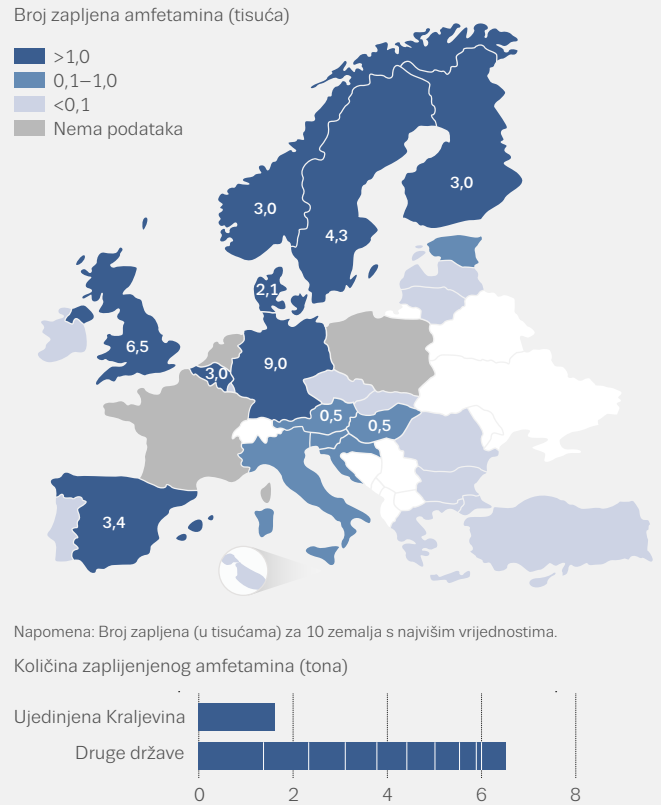 Broj zapljena amfetamina (tisuća)
>1,0
0,1–1,0
<0,1
Nema podataka
3,0
3,0
4,3
2,1
6,5
3,0
9,0
0,5
0,5
3,4
Napomena: Broj zapljena (u tisućama) za 10 zemalja s najvišim vrijednostima.
Količina zaplijenjenog amfetamina (tona)
Ujedinjena Kraljevina
Druge države
0 2 4 6 8